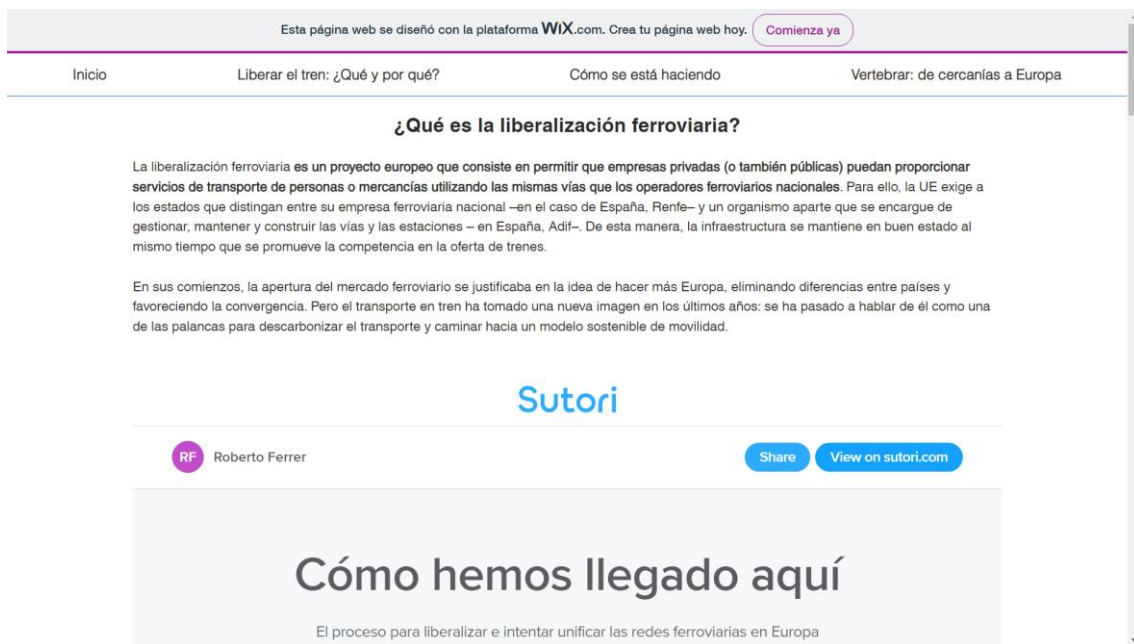 Esta página web se diseñó con la plataforma WiX.com. Crea tu página web hoy. Comienza ya
Inicio Liberar el tren: ¿Qué y por qué? Cómo se está haciendo Vertebrar: de cercanías a Europa
¿Qué es la liberalización ferroviaria?
La liberalización ferroviaria es un proyecto europeo que consiste en permitir que empresas privadas (o también públicas) puedan proporcionar
servicios de transporte de personas o mercancías utilizando las mismas vías que los operadores ferroviarios nacionales. Para ello, la UE exige a
los estados que distingan entre su empresa ferroviaria nacional –en el caso de España, Renfe– y un organismo aparte que se encargue de
gestionar, mantener y construir las vías y las estaciones – en España, Adif–. De esta manera, la infraestructura se mantiene en buen estado al
mismo tiempo que se promueve la competencia en la oferta de trenes.
En sus comienzos, la apertura del mercado ferroviario se justificaba en la idea de hacer más Europa, eliminando diferencias entre países y
favoreciendo la convergencia. Pero el transporte en tren ha tomado una nueva imagen en los últimos años: se ha pasado a hablar de él como una
de las palancas para descarbonizar el transporte y caminar hacia un modelo sostenible de movilidad.
Sutori
RF Roberto Ferrer Share View on sutori.com
Cómo hemos llegado aquí
El proceso para liberalizar e intentar unificar las redes ferroviarias en Europa